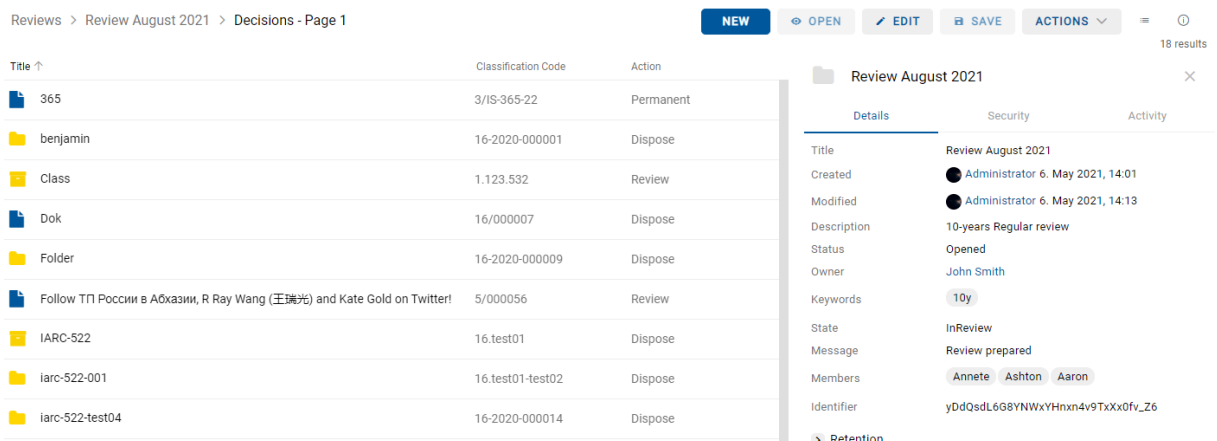 Reviews > Review August 2021 > Decisions - Page 1
NEW OPEN EDIT SAVE ACTIONS
18 results
Title Classification Code Action
365 3/IS-365-22 Permanent
benjamin 16-2020-000001 Dispose
Class 1.123.532 Review
Dok 16/000007 Dispose
Folder 16-2020-000009 Dispose
Follow ТП России в Абхазии, R Ray Wang (王瑞光) and Kate Gold on Twitter! 5/000056 Review
IARC-522 16.test01 Dispose
iarc-522-001 16.test01-test02 Dispose
iarc-522-test04 16-2020-000014 Dispose
Review August 2021
Details Security Activity
Title Review August 2021
Created Administrator 6. May 2021, 14:01
Modified Administrator 6. May 2021, 14:13
Description 10-years Regular review
Status Opened
Owner John Smith
Keywords 10y
State InReview
Message Review prepared
Members Annete Ashton Aaron
Identifier yDdQsdL6G8YNWxYHnxn4v9TxXx0fv_Z6
Retention